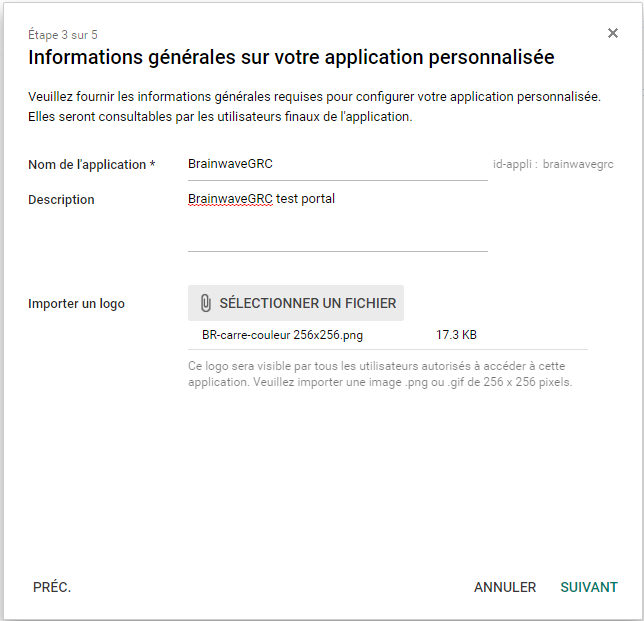 Étape 3 sur 5
Informations générales sur votre application personnalisée
Veuillez fournir les informations générales requises pour configurer votre application personnalisée.
Elles seront consultables par les utilisateurs finaux de l'application.
Nom de l'application * BrainwaveGRC id-appli : brainwavegrc
Description BrainwaveGRC test portal
Importer un logo SÉLECTIONNER UN FICHIER
BR-carre-couleur 256x256.png 17.3 KB
Ce logo sera visible par tous les utilisateurs autorisés à accéder à cette
application. Veuillez importer une image .png ou .gif de 256 x 256 pixels.
PRÉC. ANNULER SUIVANT